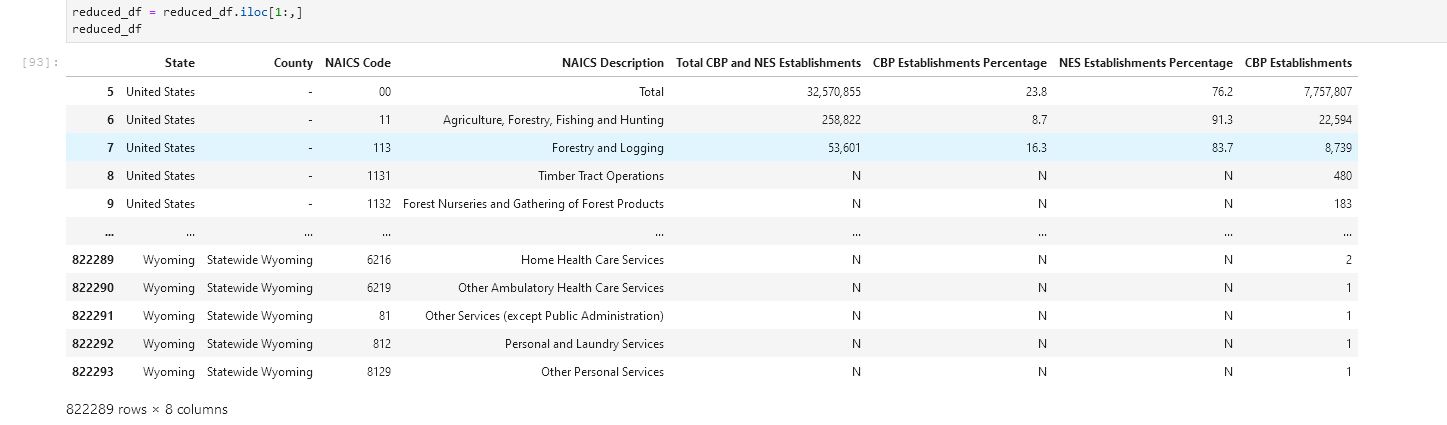 reduced_df = reduced_df.iloc[1:,]
reduced_df
[93]:
State County NAICS Code NAICS Description Total CBP and NES Establishments CBP Establishments Percentage NES Establishments Percentage CBP Establishments
5 United States - 00 Total 32,570,855 23.8 76.2 7,757,807
6 United States - 11 Agriculture, Forestry, Fishing and Hunting 258,822 8.7 91.3 22,594
7 United States - 113 Forestry and Logging 53,601 16.3 83.7 8,739
8 United States - 1131 Timber Tract Operations N N N 480
9 United States - 1132 Forest Nurseries and Gathering of Forest Products N N N 183
... ... ... ... ... ... ... ... ...
822289 Wyoming Statewide Wyoming 6216 Home Health Care Services N N N 2
822290 Wyoming Statewide Wyoming 6219 Other Ambulatory Health Care Services N N N 1
822291 Wyoming Statewide Wyoming 81 Other Services (except Public Administration) N N N 1
822292 Wyoming Statewide Wyoming 812 Personal and Laundry Services N N N 1
822293 Wyoming Statewide Wyoming 8129 Other Personal Services N N N 1
822289 rows × 8 columns